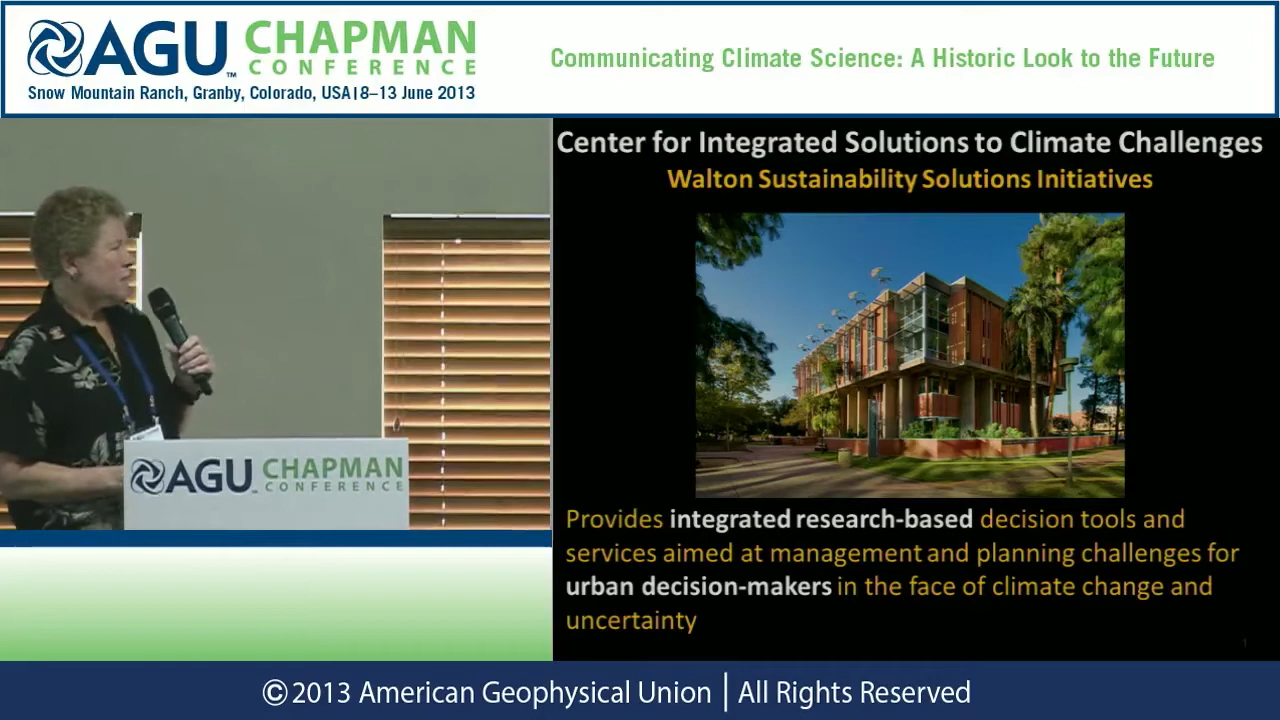 AGU CHAPMAN
CONFERENCE
™
Snow Mountain Ranch, Granby, Colorado, USA|8–13 June 2013
Communicating Climate Science: A Historic Look to the Future
Center for Integrated Solutions to Climate Challenges
Walton Sustainability Solutions Initiatives
AGU CHAPMAN
CONFERENCE
Provides integrated research-based decision tools and
services aimed at management and planning challenges for
urban decision-makers in the face of climate change and
uncertainty
1
©2013 American Geophysical Union | All Rights Reserved